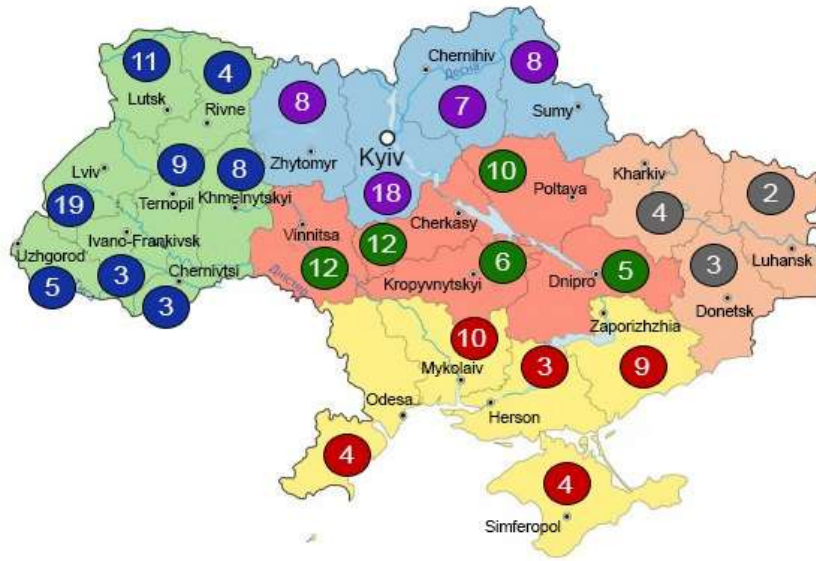 11
4
8
Chernihiv
Десна
8
7
Lutsk
Rivne
Sumy
Kyiv
Zhytomyr
9
8
10
Lviv
Kharkiv
2
Ternopil
Khmelnytskyi
18
Poltava
19
Cherkasy
4
Ivano-Frankivsk
Vinnitsa
12
6
3
Luhansk
Uzhgorod
Chernivtsi
12
Kropyvnytskyi
Dnipro
5
Donetsk
5
3
3
Дністер
Zaporizhzhia
10
3
9
Mykolaiv
Odesa
Herson
4
4
Simferopol